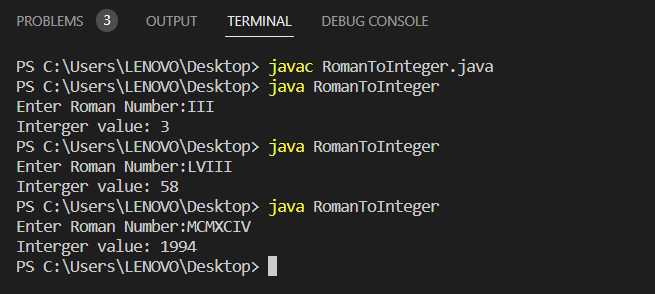 PROBLEMS 3 OUTPUT TERMINAL DEBUG CONSOLE
PS C:\Users\LENOVO\Desktop> javac RomanToInteger.java
PS C:\Users\LENOVO\Desktop> java RomanToInteger
Enter Roman Number:III
Interger value: 3
PS C:\Users\LENOVO\Desktop> java RomanToInteger
Enter Roman Number:LVIII
Interger value: 58
PS C:\Users\LENOVO\Desktop> java RomanToInteger
Enter Roman Number:MCMXCIV
Interger value: 1994
PS C:\Users\LENOVO\Desktop>